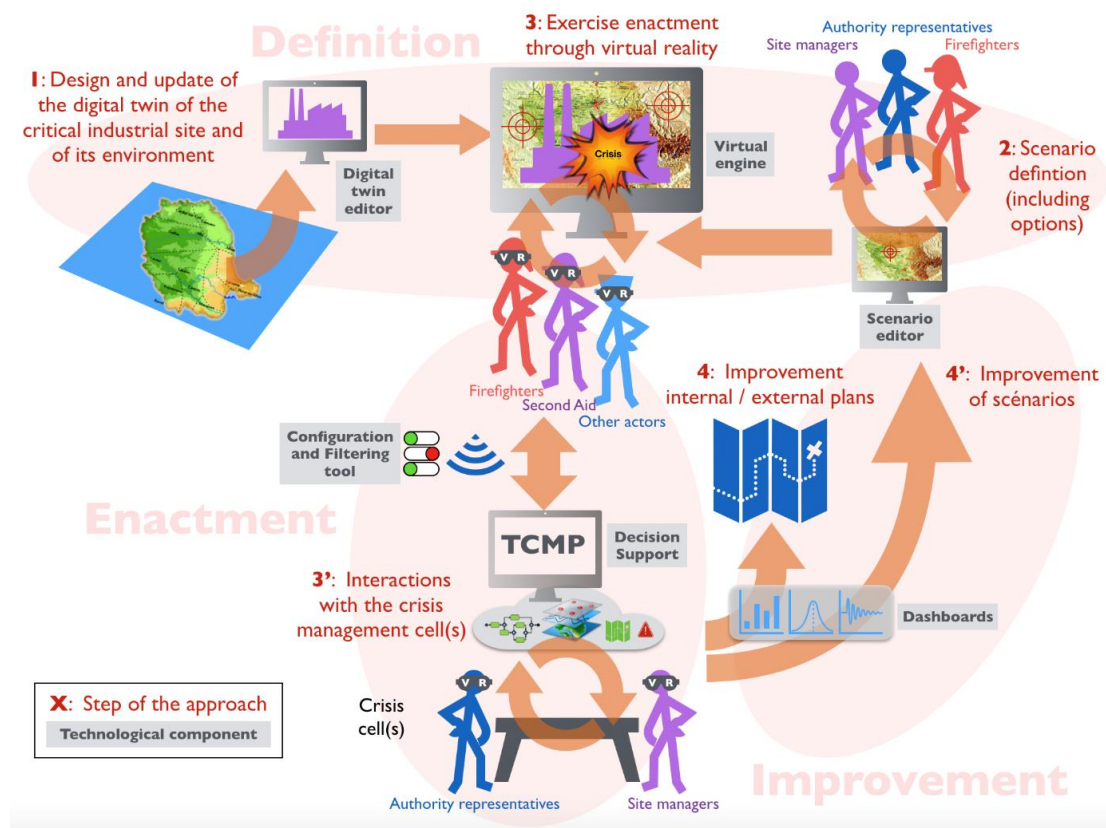 Definition
3: Exercise enactment
through virtual reality
Authority representatives
Site managers
Firefighters
1: Design and update of
the digital twin of the
critical industrial site and
of its environment
Crisis
Virtual
engine
Digital
twin
editor
2: Scenario
defintion
(including
options)
V R
V R
V R
Scenario
editor
Firefighters
Second Aid
Other actors
4: Improvement
internal / external plans
4': Improvement
of scénarios
Configuration
and Filtering
tool
Enactment
TCMP
Decision
Support
3': Interactions
with the crisis
management cell(s)
Dashboards
V R
V R
Crisis
cell(s)
X: Step of the approach
Technological component
Authority representatives
Site managers
Improvement